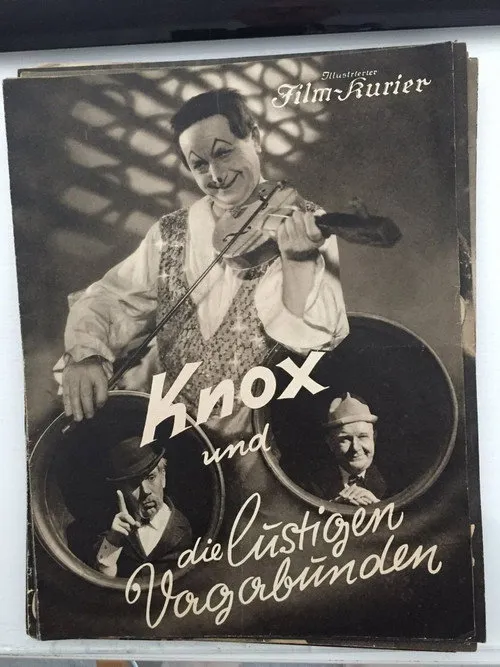 Illustrierter
Film-Kurier
Knox
und
die lustigen
Vagabunden